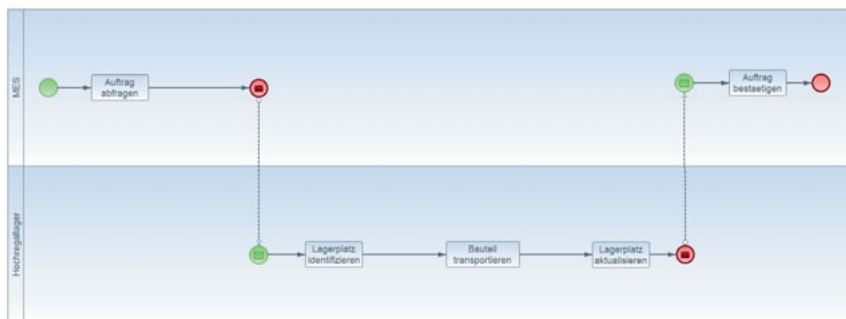 MES
Auftrag
abfragen
Auftrag
bestaetigen
Hochregallager
Lagerplatz
identifizieren
Bauteil
transportieren
Lagerplatz
aktualisieren